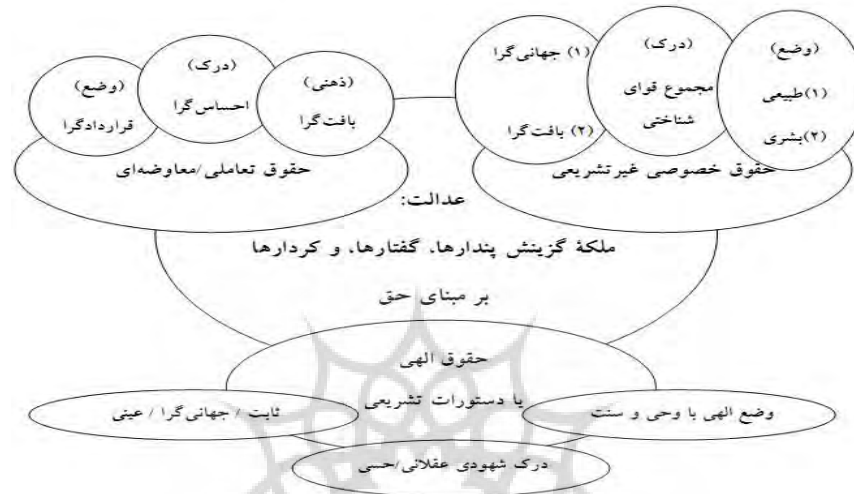 (وضع)
(۱) طبیعی
(۲) بشری
(درک)
مجموع قوای
شناختی
(۱) جهانی‌گرا
(۲) بافت‌گرا
حقوق خصوصی غیرتشریعی
(ذهنی)
بافت‌گرا
(درک)
احساس‌گرا
(وضع)
قراردادگرا
حقوق تعاملی/معاوضه‌ای
عدالت:
ملکهٔ گزینش پندارها، گفتارها، و کردارها
بر مبنای حق
حقوق الهی
یا دستورات تشریعی
وضع الهی با وحی و سنت
ثابت / جهانی‌گرا / عینی
درک شهودی عقلانی/حسی